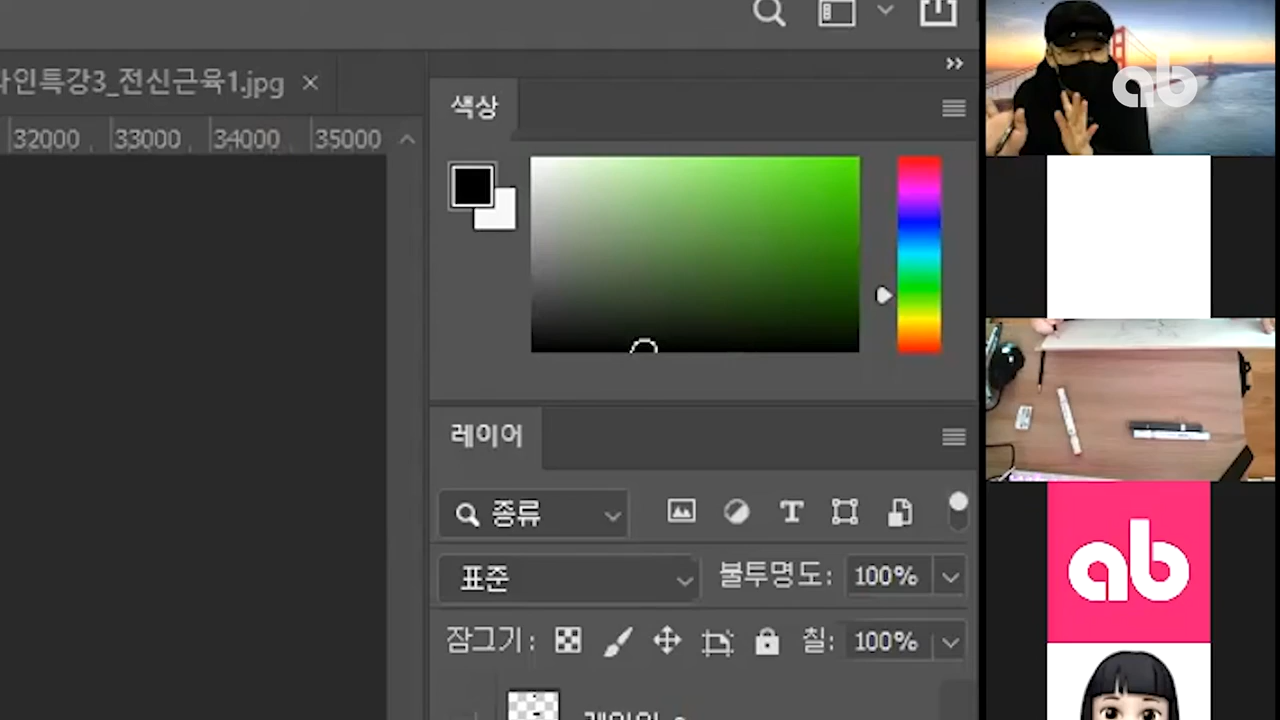 ab
라인특강3_전신근육1.jpg ×
32000 33000 34000 35000
색상
레이어
종류
표준 불투명도: 100%
잠그기: 칠: 100%
ab